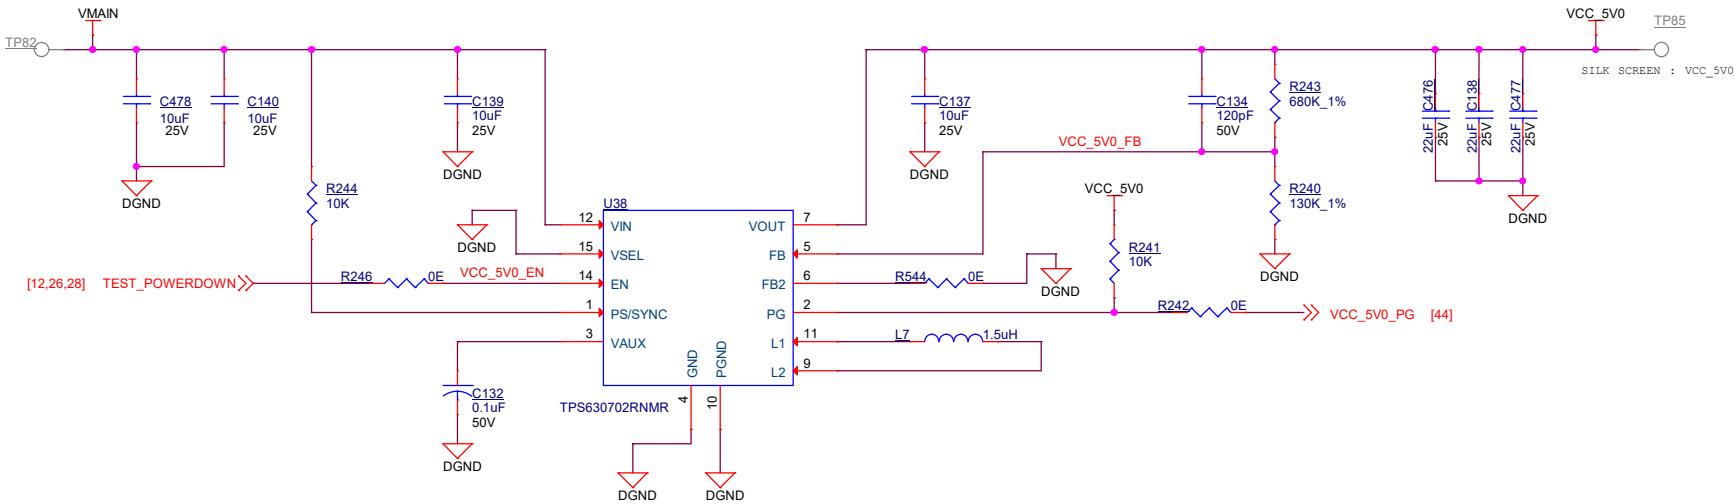 VMAIN
VCC_5V0
TP82
TP85
SILK SCREEN : VCC_5V0
C478
10uF
25V
C140
10uF
25V
C139
10uF
25V
C137
10uF
25V
C134
120pF
50V
R243
680K_1%
C476
22uF
25V
C138
22uF
25V
C477
22uF
25V
VCC_5V0_FB
DGND
DGND
DGND
R244
10K
VCC_5V0
R240
130K_1%
DGND
U38
DGND
12
VIN
VOUT
7
15
VSEL
FB
5
R241
10K
DGND
[12,26,28]
TEST_POWERDOWN
R246
0E
VCC_5V0_EN
14
EN
FB2
6
R544
0E
DGND
1
PS/SYNC
PG
2
R242
0E
VCC_5V0_PG
[44]
3
VAUX
L1
11
L7
1.5uH
GND
PGND
L2
9
C132
0.1uF
50V
TPS630702RNMR
4
10
DGND
DGND
DGND